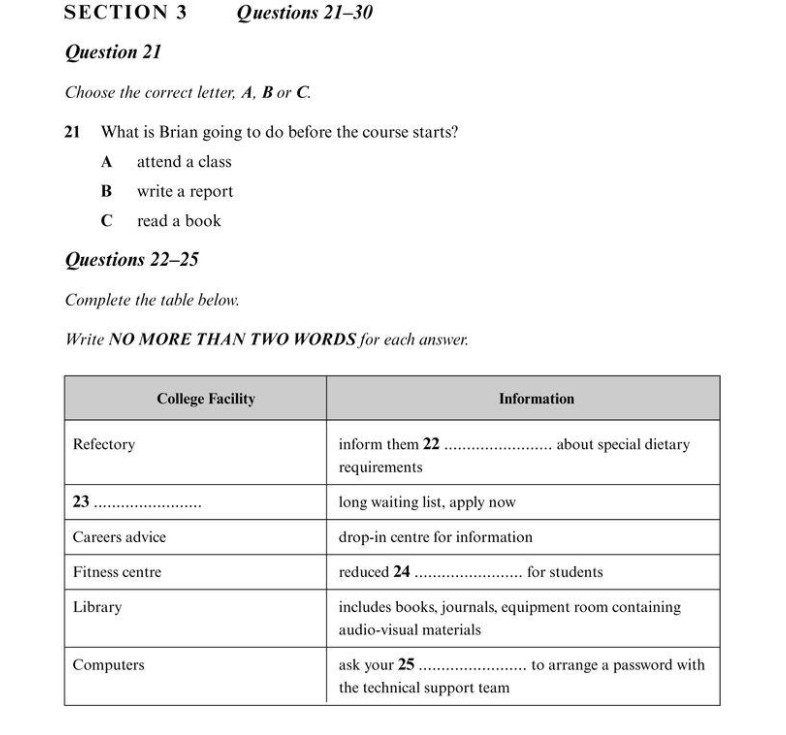 SECTION 3 Questions 21–30
Question 21
Choose the correct letter, A, B or C.
21 What is Brian going to do before the course starts?
A attend a class
B write a report
C read a book
Questions 22–25
Complete the table below.
Write NO MORE THAN TWO WORDS for each answer.
College Facility Information
Refectory inform them 22 ........................ about special dietary
requirements
23 ........................ long waiting list, apply now
Careers advice drop-in centre for information
Fitness centre reduced 24 ........................ for students
Library includes books, journals, equipment room containing
audio-visual materials
Computers ask your 25 ........................ to arrange a password with
the technical support team